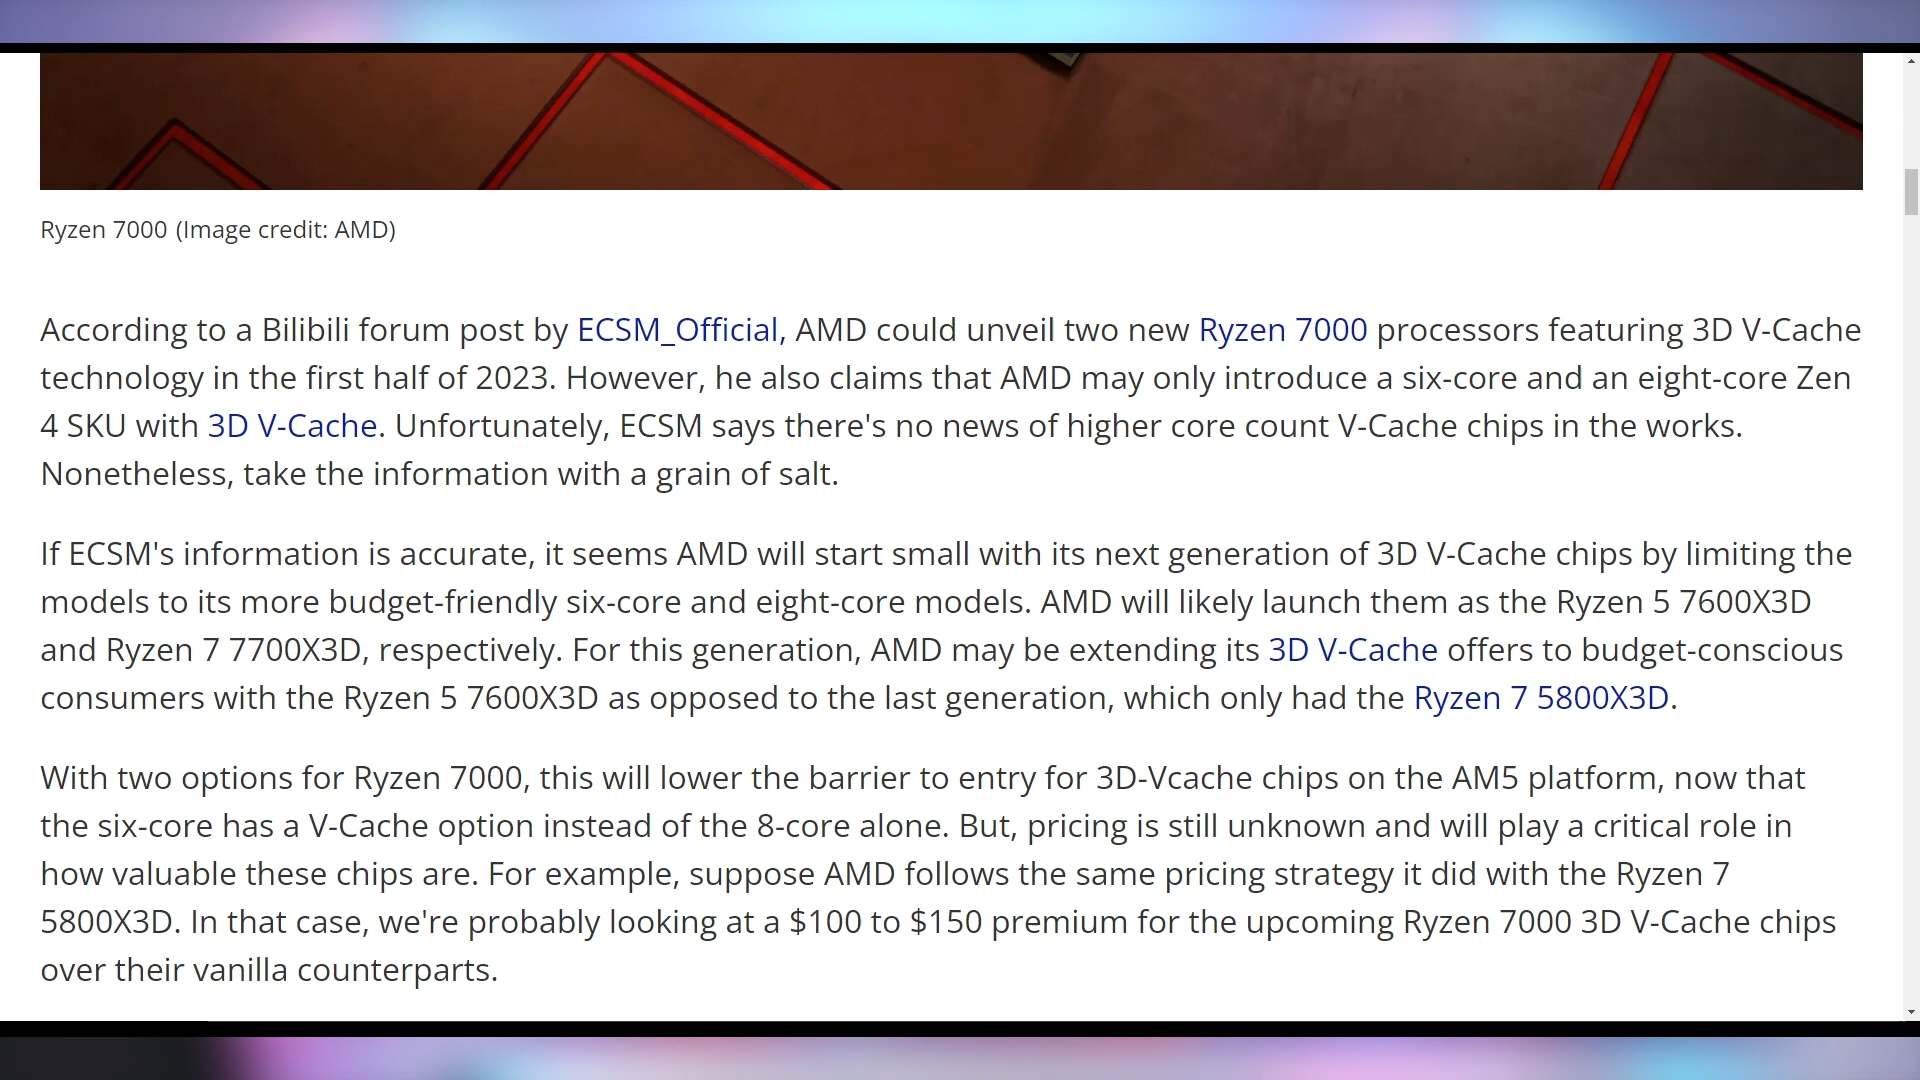 Ryzen 7000 (Image credit: AMD)
According to a Bilibili forum post by ECSM_Official, AMD could unveil two new Ryzen 7000 processors featuring 3D V-Cache
technology in the first half of 2023. However, he also claims that AMD may only introduce a six-core and an eight-core Zen
4 SKU with 3D V-Cache. Unfortunately, ECSM says there's no news of higher core count V-Cache chips in the works.
Nonetheless, take the information with a grain of salt.
If ECSM's information is accurate, it seems AMD will start small with its next generation of 3D V-Cache chips by limiting the
models to its more budget-friendly six-core and eight-core models. AMD will likely launch them as the Ryzen 5 7600X3D
and Ryzen 7 7700X3D, respectively. For this generation, AMD may be extending its 3D V-Cache offers to budget-conscious
consumers with the Ryzen 5 7600X3D as opposed to the last generation, which only had the Ryzen 7 5800X3D.
With two options for Ryzen 7000, this will lower the barrier to entry for 3D-Vcache chips on the AM5 platform, now that
the six-core has a V-Cache option instead of the 8-core alone. But, pricing is still unknown and will play a critical role in
how valuable these chips are. For example, suppose AMD follows the same pricing strategy it did with the Ryzen 7
5800X3D. In that case, we're probably looking at a $100 to $150 premium for the upcoming Ryzen 7000 3D V-Cache chips
over their vanilla counterparts.